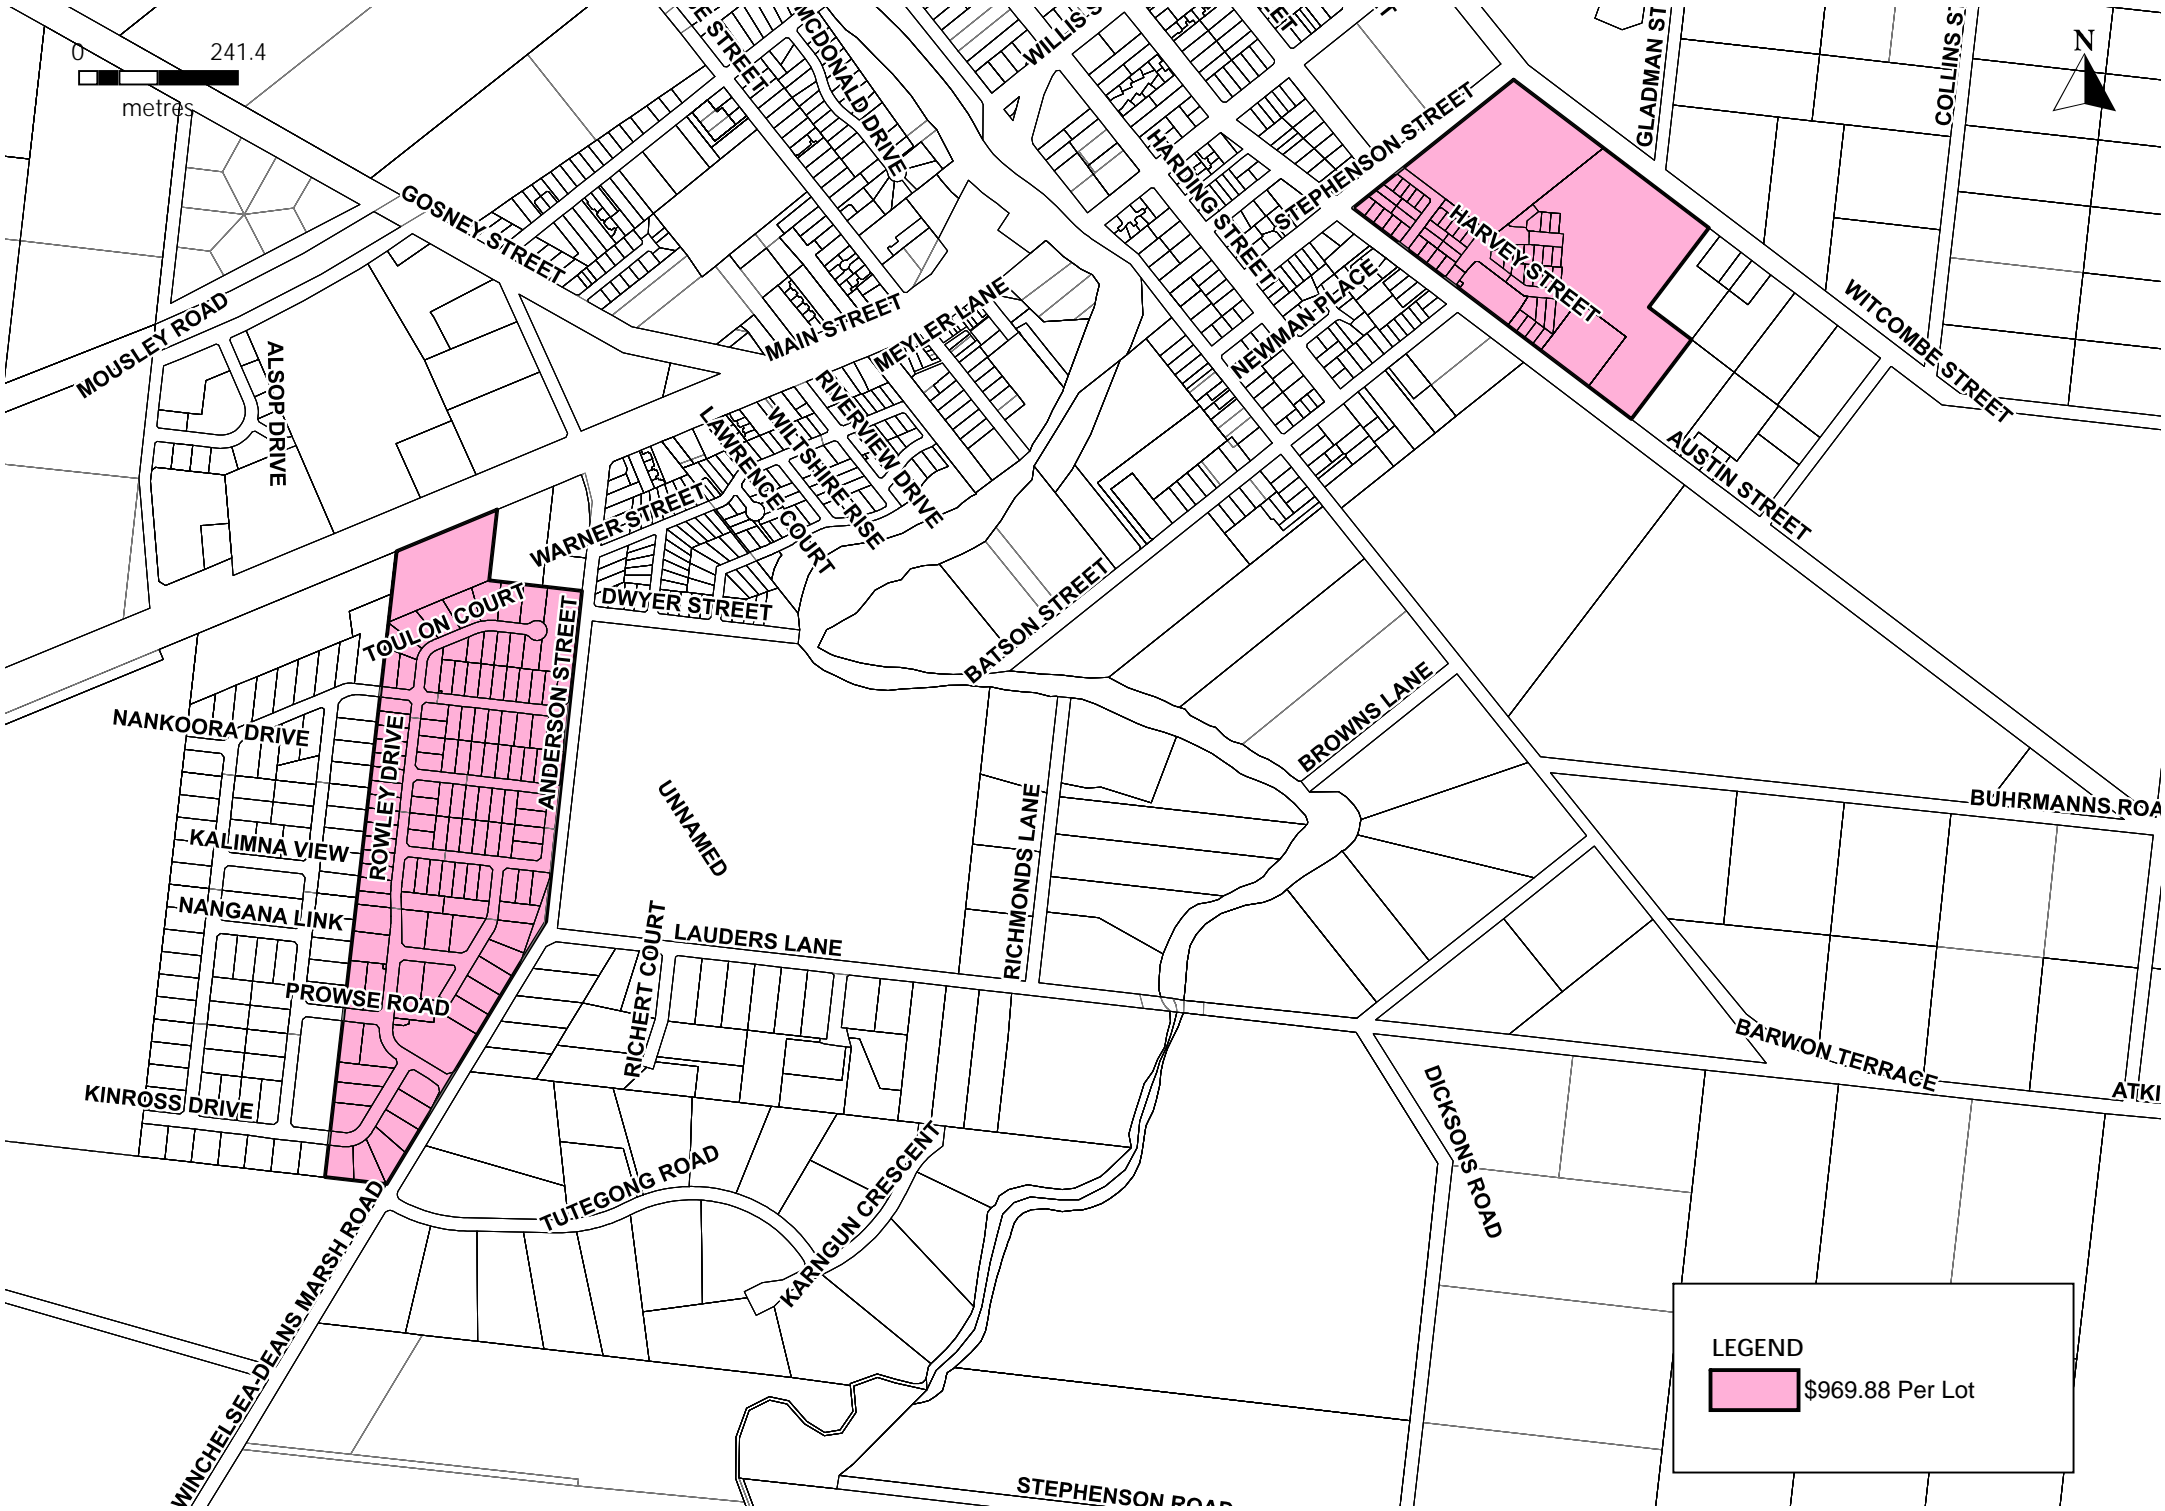 0 241.4
metres
N
E STREET
MCDONALD DRIVE
WILLIS S
GLADMAN ST
COLLINS S
GOSNEY STREET
HARDING STREET
STEPHENSON STREET
HARVEY STREET
MOUSLEY ROAD
ALSOP DRIVE
MAIN STREET
MEYLER LANE
NEWMAN PLACE
WITCOMBE STREET
RIVERVIEW DRIVE
WILTSHIRE RISE
LAWRENCE COURT
WARNER STREET
AUSTIN STREET
DWYER STREET
BATSON STREET
TOULON COURT
ANDERSON STREET
NANKOORA DRIVE
ROWLEY DRIVE
UNNAMED
BROWNS LANE
BUHRMANNS ROA
KALIMNA VIEW
RICHMONDS LANE
NANGANA LINK
LAUDERS LANE
RICHERT COURT
PROWSE ROAD
BARWON TERRACE
KINROSS DRIVE
ATKI
DICKSONS ROAD
TUTEGONG ROAD
KARNGUN CRESCENT
WINCHELSEA-DEANS MARSH ROAD
STEPHENSON ROAD
LEGEND
$969.88 Per Lot